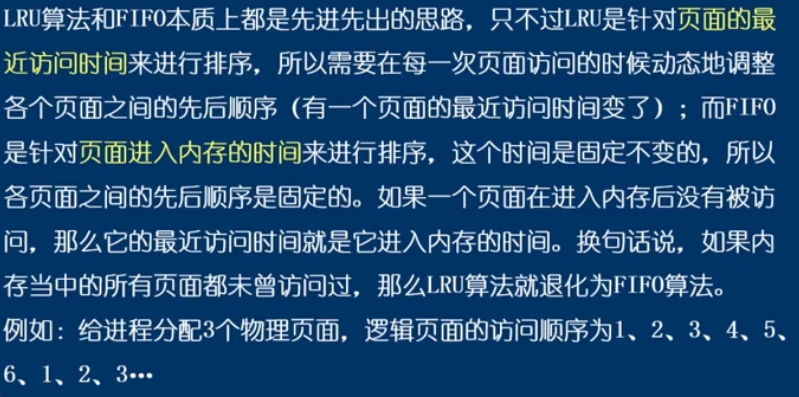 LRU算法和FIFO本质上都是先进先出的思路，只不过LRU是针对页面的最
近访问时间来进行排序，所以需要在每一次页面访问的时候动态地调整
各个页面之间的先后顺序（有一个页面的最近访问时间变了）；而FIFO
是针对页面进入内存的时间来进行排序，这个时间是固定不变的，所以
各页面之间的先后顺序是固定的。如果一个页面在进入内存后没有被访
问，那么它的最近访问时间就是它进入内存的时间。换句话说，如果内
存当中的所有页面都未曾访问过，那么LRU算法就退化为FIFO算法。
例如：给进程分配3个物理页面，逻辑页面的访问顺序为1、2、3、4、5、
6、1、2、3…